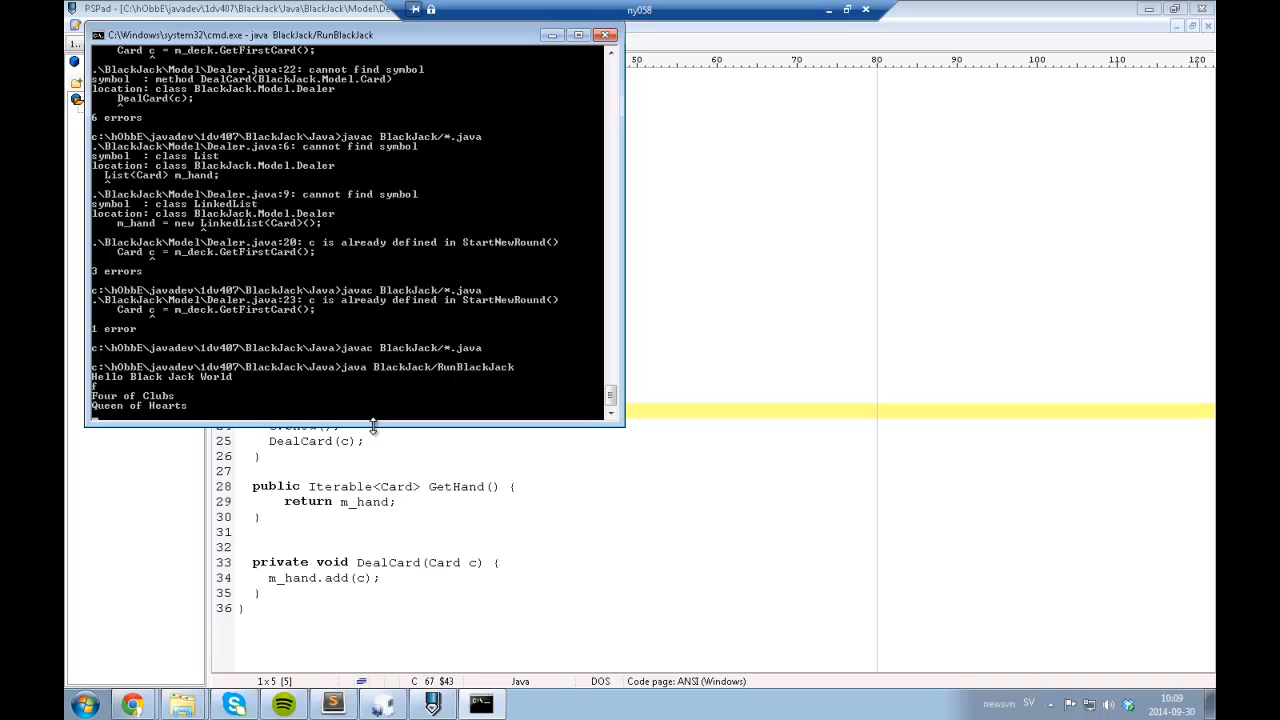 PSPad - [C:\hObbE\javadev\1dv407\BlackJack\Java\BlackJack\Model\De
ny058
C:\Windows\system32\cmd.exe - java BlackJack/RunBlackJack
1..
50 60 70 80 90 100 110 120
Card c = m_deck.GetFirstCard();
^
.\BlackJack\Model\Dealer.java:22: cannot find symbol
symbol  : method DealCard(BlackJack.Model.Card)
location: class BlackJack.Model.Dealer
DealCard(c);
^
6 errors
c:\hObbE\javadev\1dv407\BlackJack\Java>javac BlackJack/*.java
.\BlackJack\Model\Dealer.java:6: cannot find symbol
symbol  : class List
location: class BlackJack.Model.Dealer
List<Card> m_hand;
^
.\BlackJack\Model\Dealer.java:9: cannot find symbol
symbol  : class LinkedList
location: class BlackJack.Model.Dealer
m_hand = new LinkedList<Card>();
^
.\BlackJack\Model\Dealer.java:20: c is already defined in StartNewRound()
Card c = m_deck.GetFirstCard();
^
3 errors
c:\hObbE\javadev\1dv407\BlackJack\Java>javac BlackJack/*.java
.\BlackJack\Model\Dealer.java:23: c is already defined in StartNewRound()
Card c = m_deck.GetFirstCard();
^
1 error
c:\hObbE\javadev\1dv407\BlackJack\Java>javac BlackJack/*.java
c:\hObbE\javadev\1dv407\BlackJack\Java>java BlackJack/RunBlackJack
Hello Black Jack World
f
Four of Clubs
Queen of Hearts
25 DealCard(c);
26 }
27
28 public Iterable<Card> GetHand() {
29 return m_hand;
30 }
31
32
33 private void DealCard(Card c) {
34 m_hand.add(c);
35 }
36 }
1x5 [5] C 67 $43 Java DOS Code page: ANSI (Windows)
newsvn SV 10:09
2014-09-30